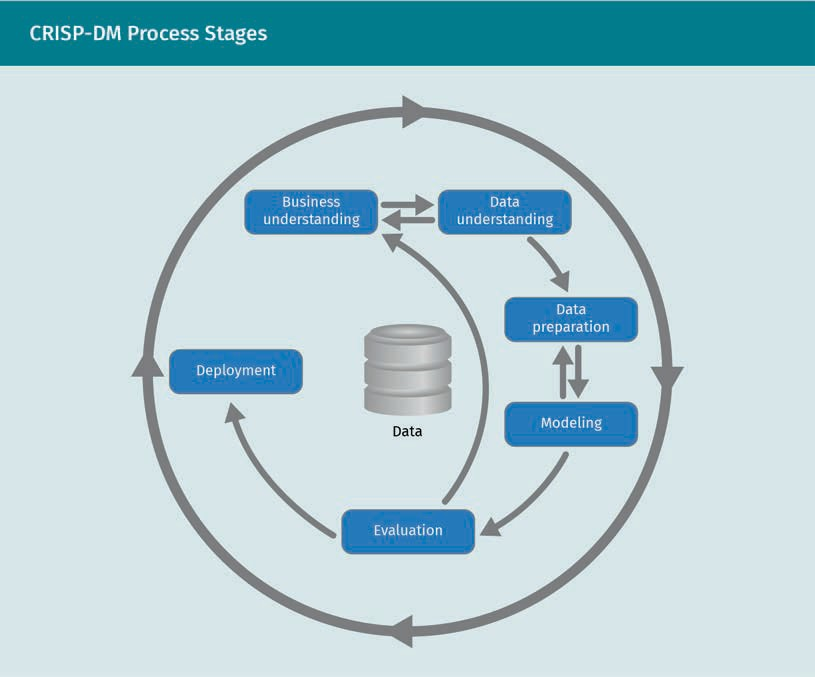 CRISP-DM Process Stages
Business
understanding
Data
understanding
Data
preparation
Deployment
Modeling
Data
Evaluation